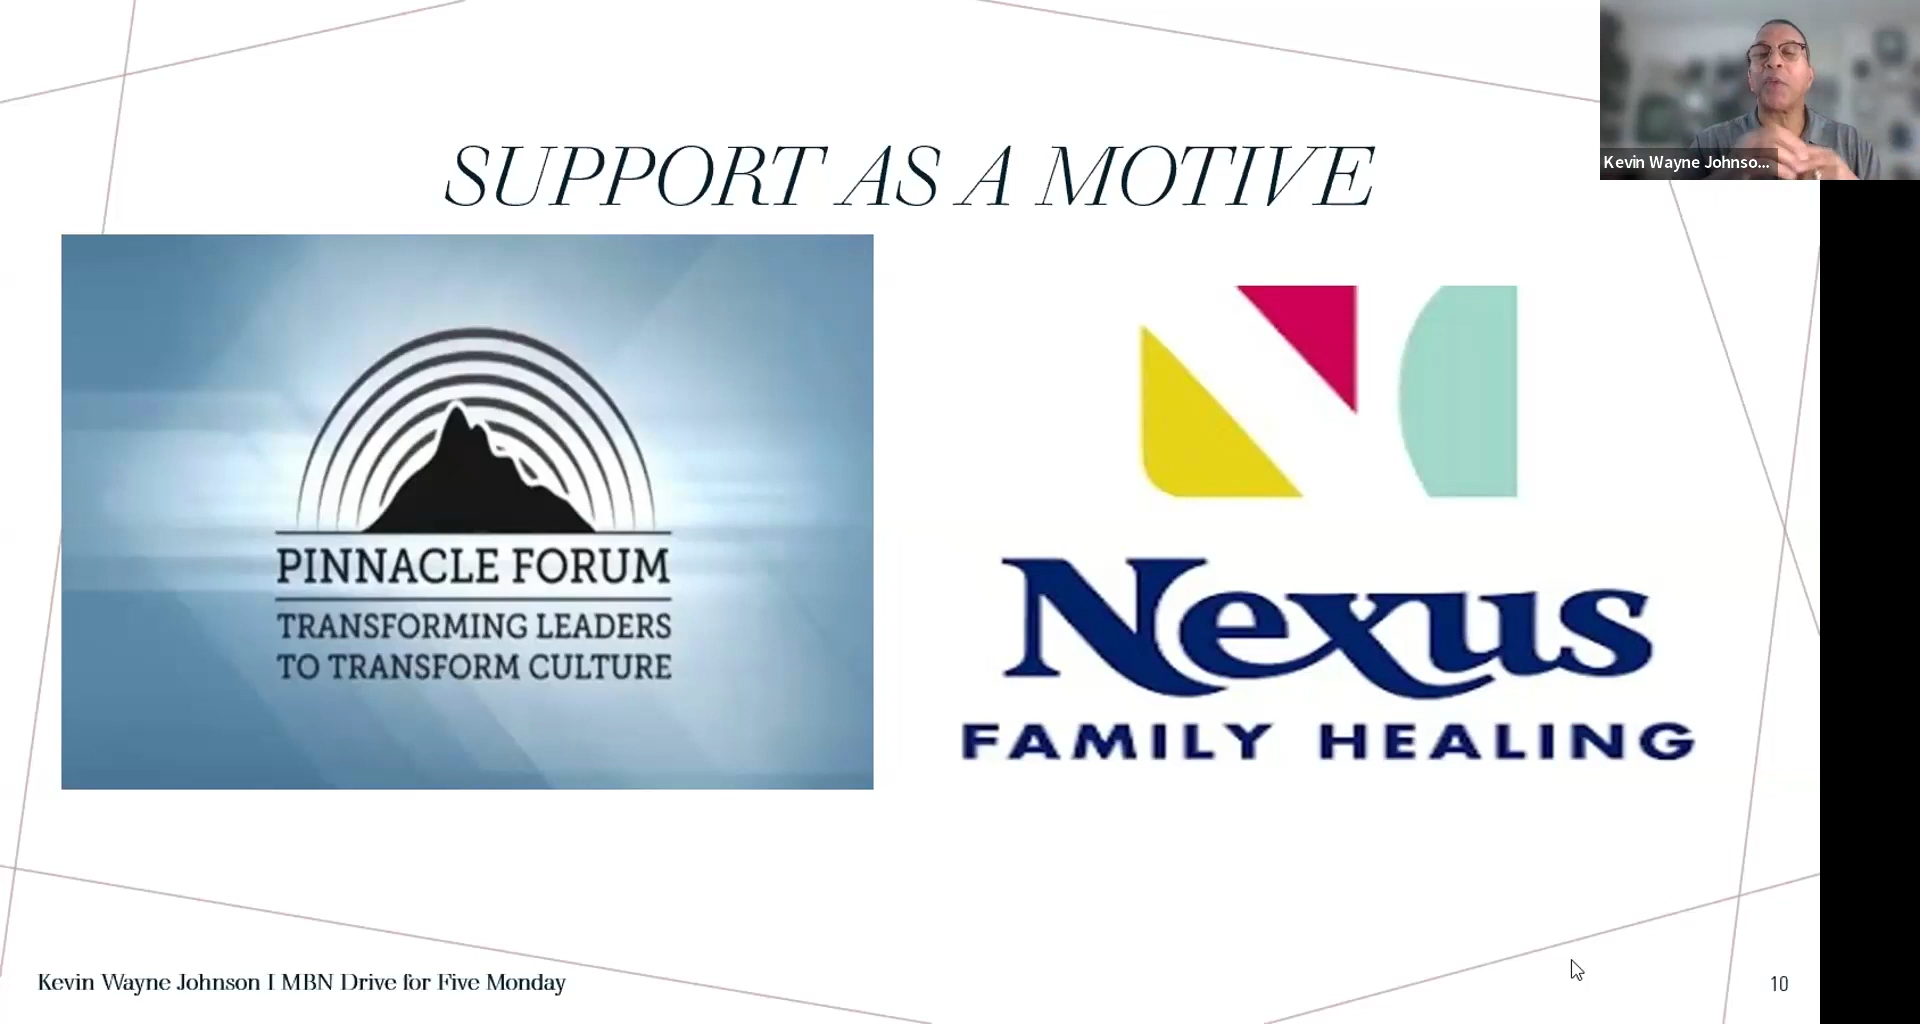 Kevin Wayne Johnso...
SUPPORT AS A MOTIVE
PINNACLE FORUM
TRANSFORMING LEADERS
TO TRANSFORM CULTURE
Nexus
FAMILY HEALING
Kevin Wayne Johnson I MBN Drive for Five Monday
10